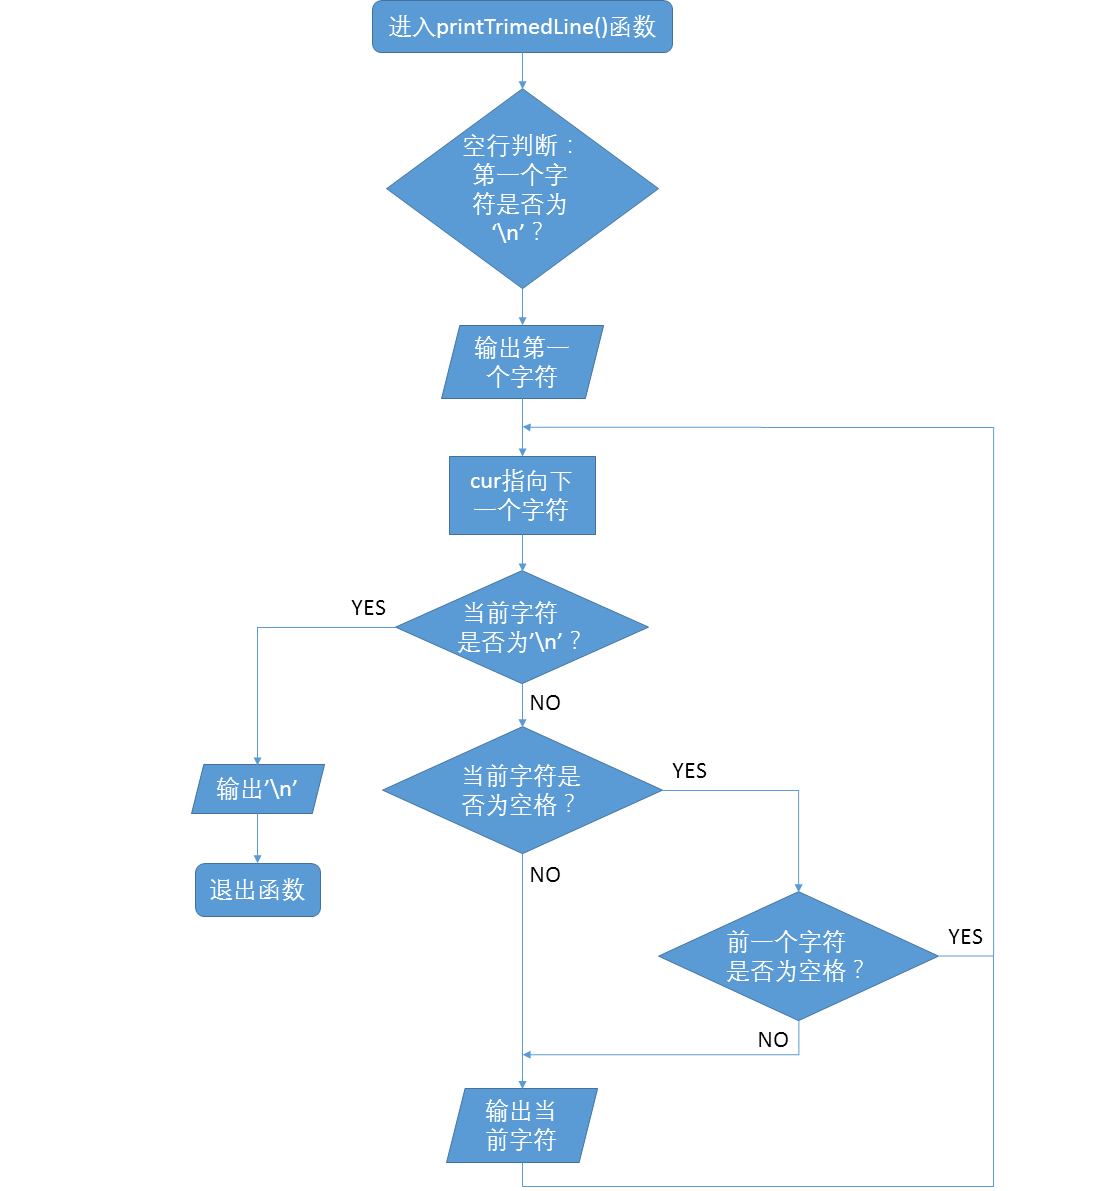 进入printTrimedLine()函数
空行判断：
第一个字
符是否为
‘\n’？
输出第一
个字符
cur指向下
一个字符
YES
当前字符
是否为’\n’？
NO
当前字符是
否为空格？
YES
输出’\n’
NO
退出函数
前一个字符
是否为空格？
YES
NO
输出当
前字符